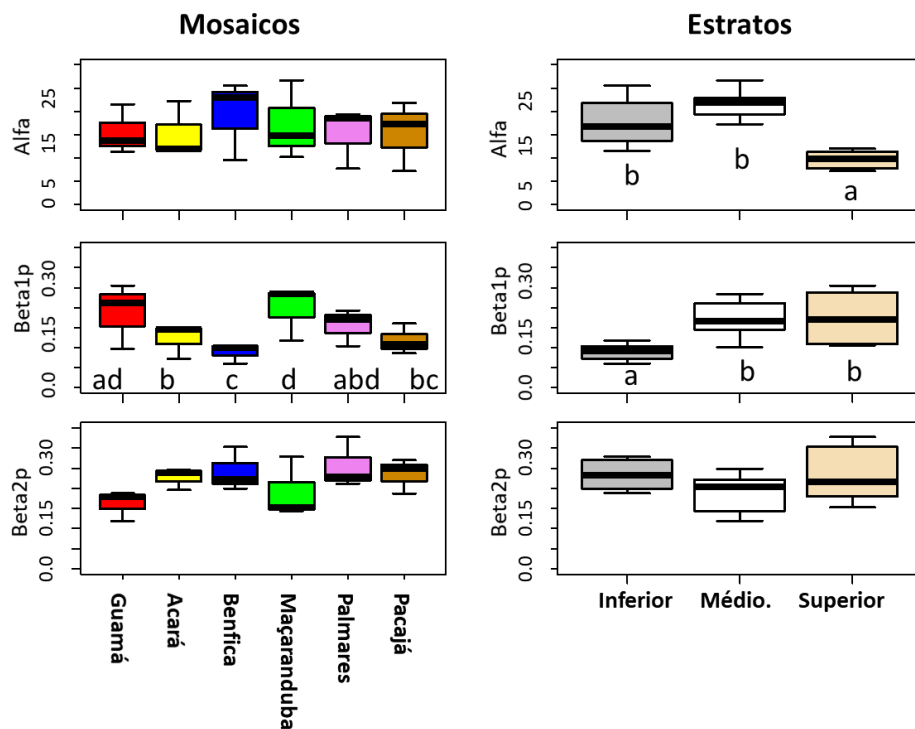 Mosaicos
Estratos
Alfa
0 5 15 25
Alfa
0 5 15 25
b b a
Beta1p
0.0 0.15 0.30
ad b c d abd bc
Beta1p
0.0 0.15 0.30
a b b
Beta2p
0.0 0.15 0.30
Beta2p
0.0 0.15 0.30
Guamá
Acará
Benfica
Maçaranduba
Palmares
Pacajá
Inferior Médio. Superior